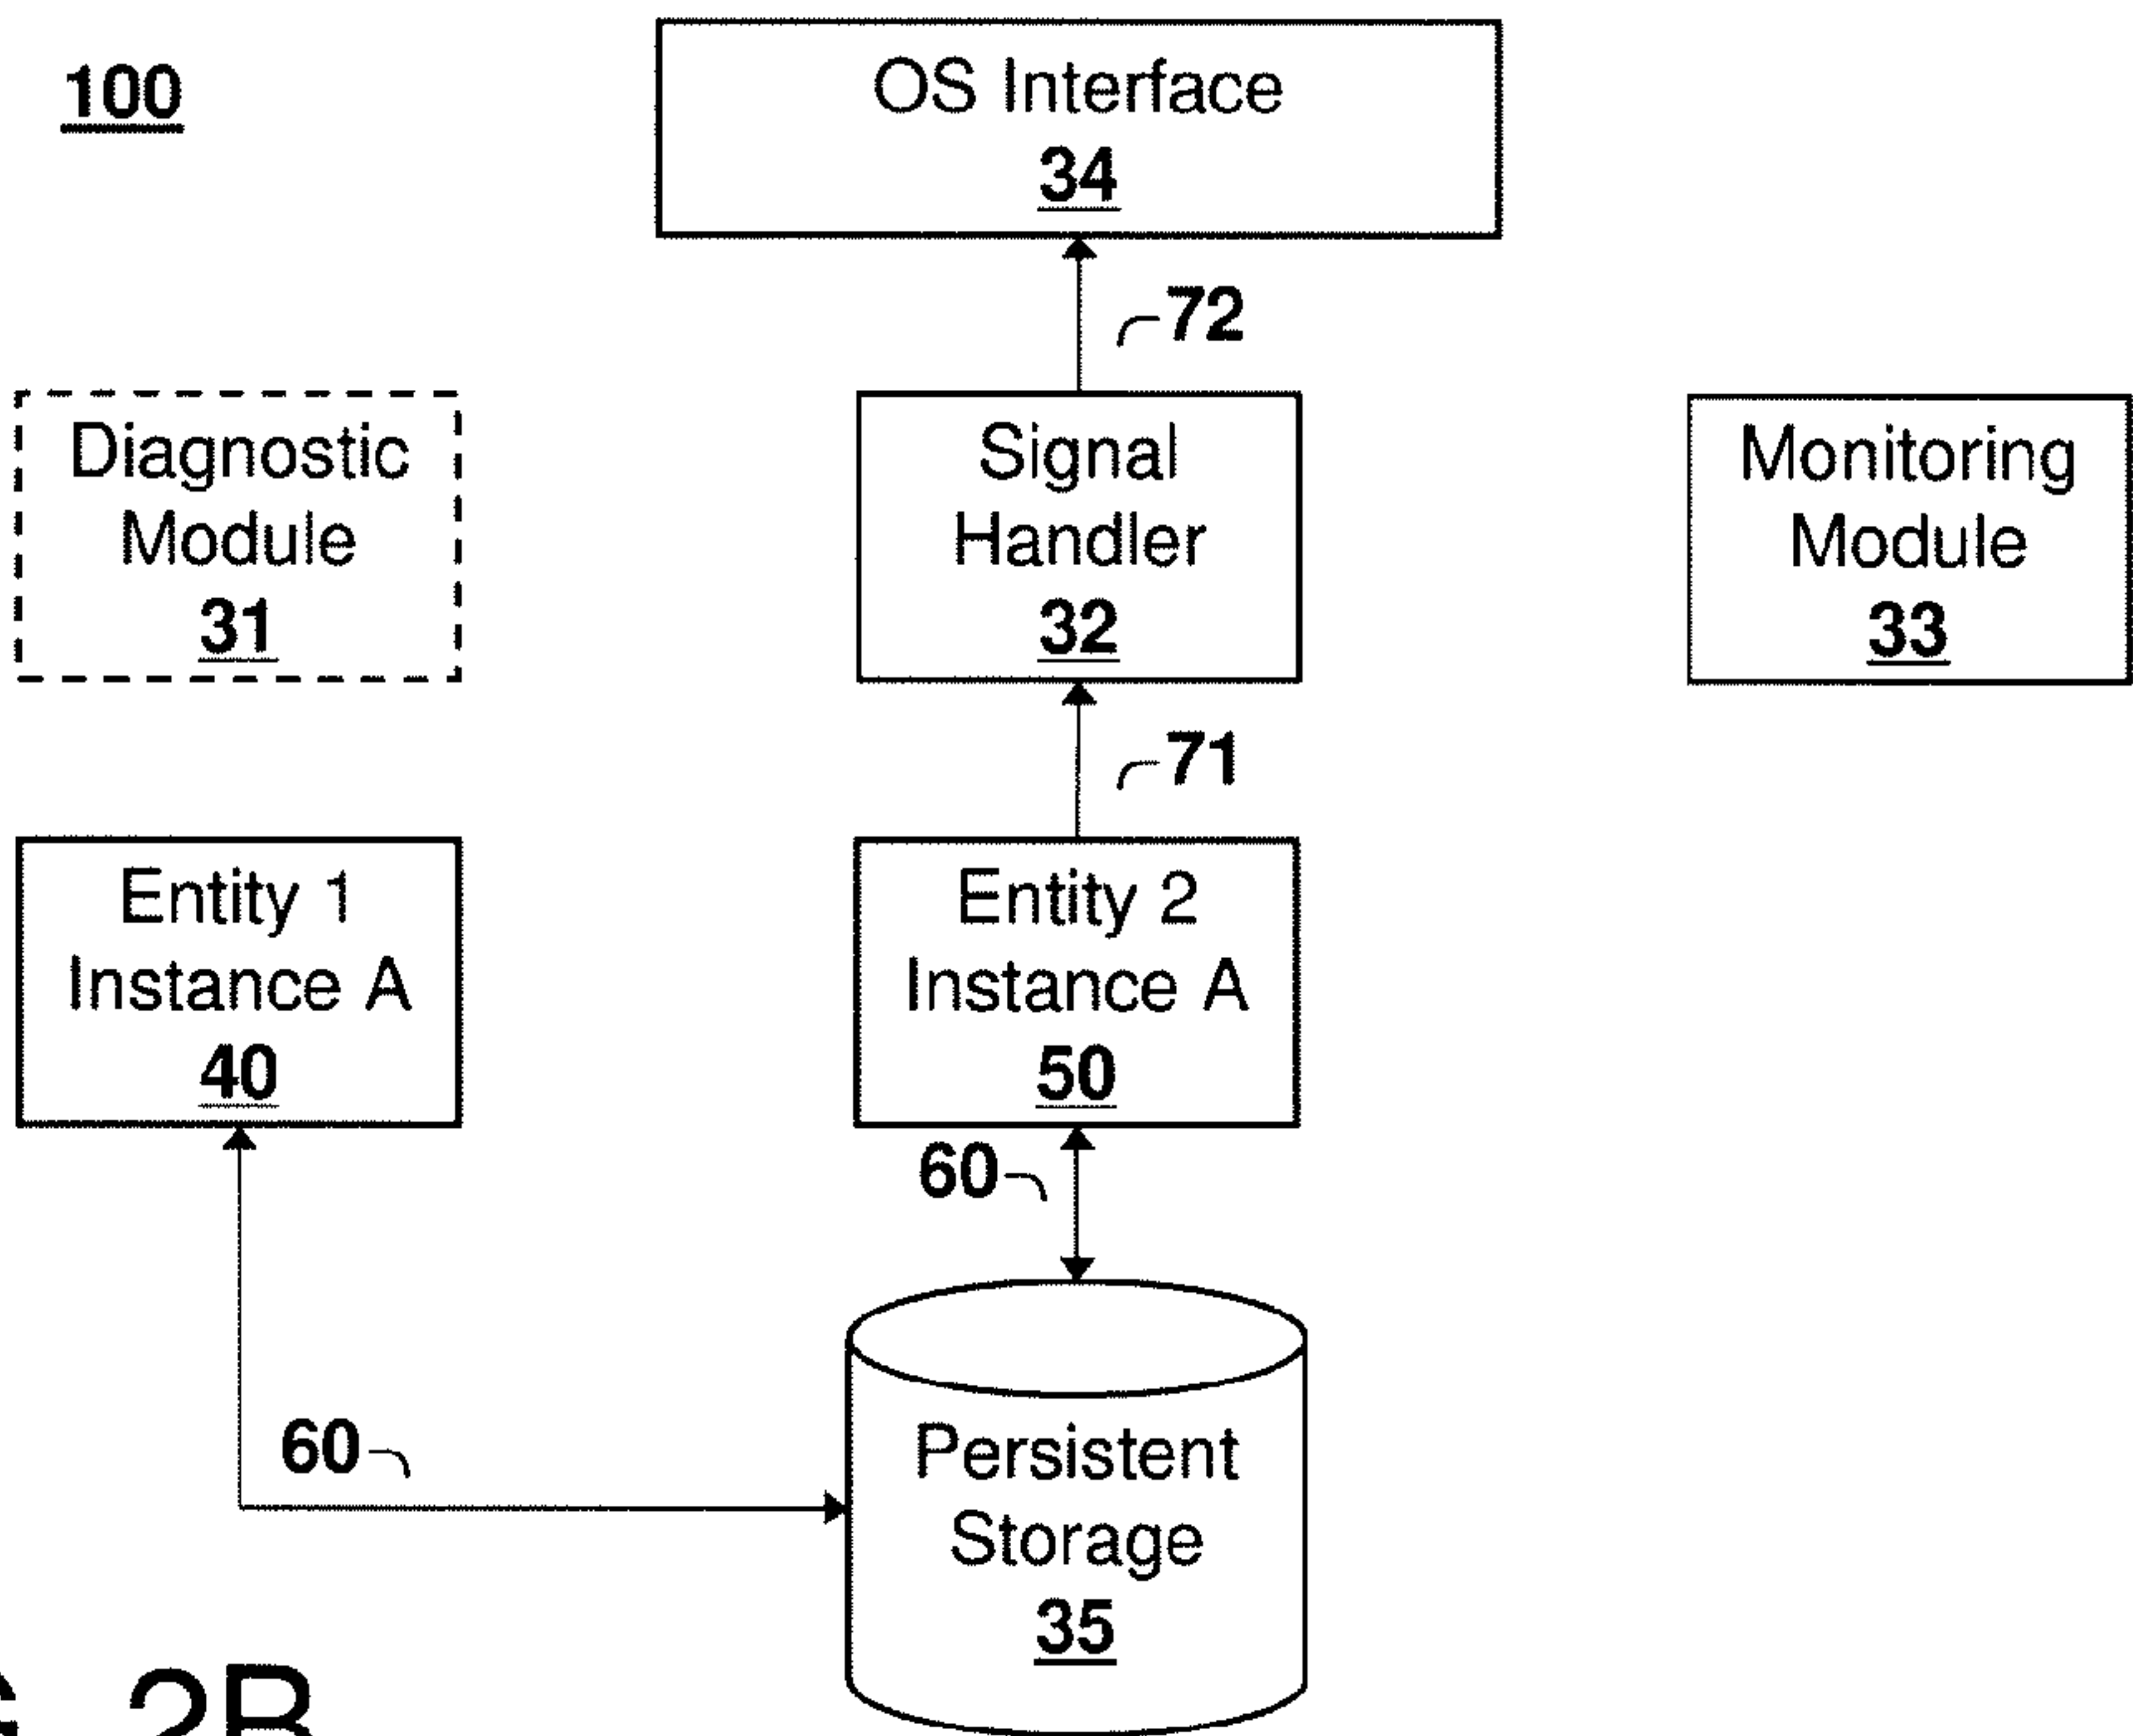 100
OS Interface
34
72
Diagnostic
Module
31
Signal
Handler
32
Monitoring
Module
33
71
Entity 1
Instance A
40
Entity 2
Instance A
50
60
60
Persistent
Storage
35
2B